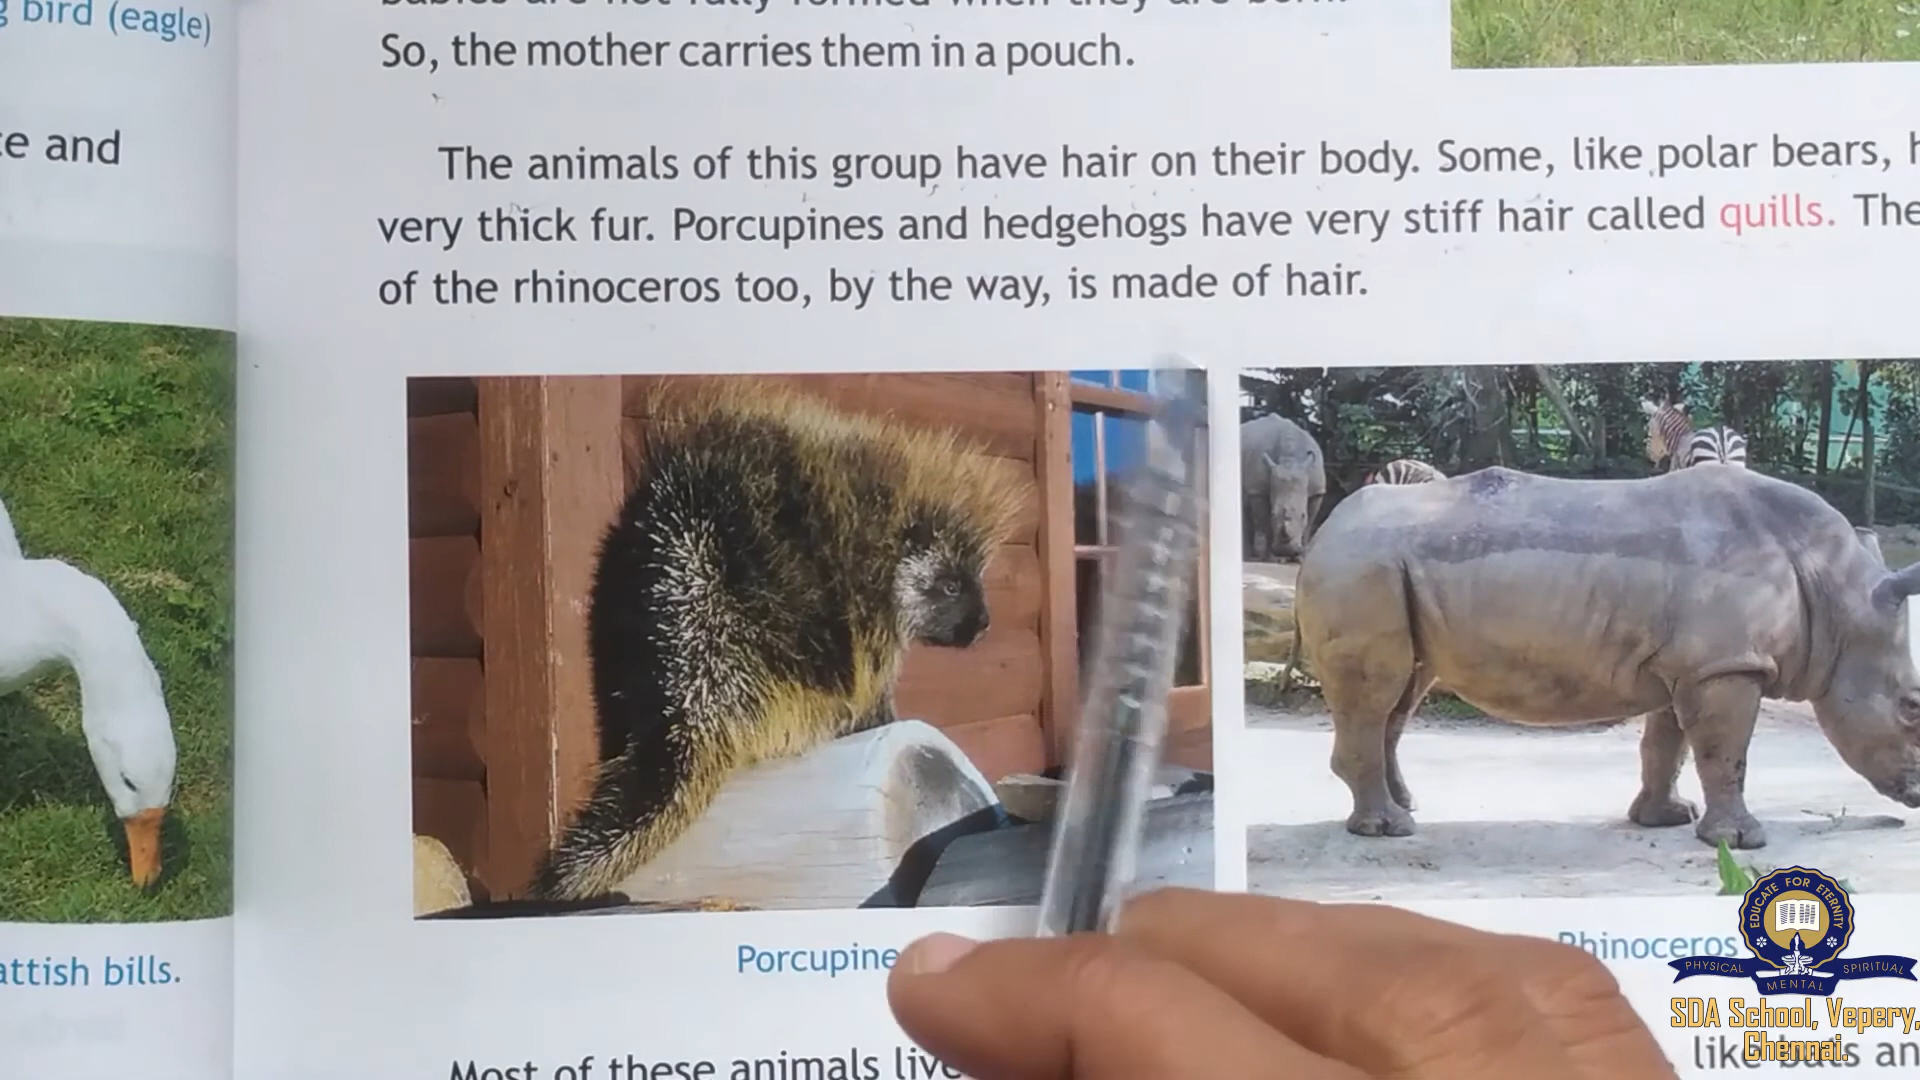 bird (eagle)
and
attish bills.
So, the mother carries them in a pouch.
The animals of this group have hair on their body. Some, like polar bears,
very thick fur. Porcupines and hedgehogs have very stiff hair called quills. The
of the rhinoceros too, by the way, is made of hair.
Porcupine
Rhinoceros
Most of these animals live
like bats an
EDUCATE FOR ETERNITY
PHYSICAL
MENTAL
SPIRITUAL
SDA School, Vepery,
Chennai.